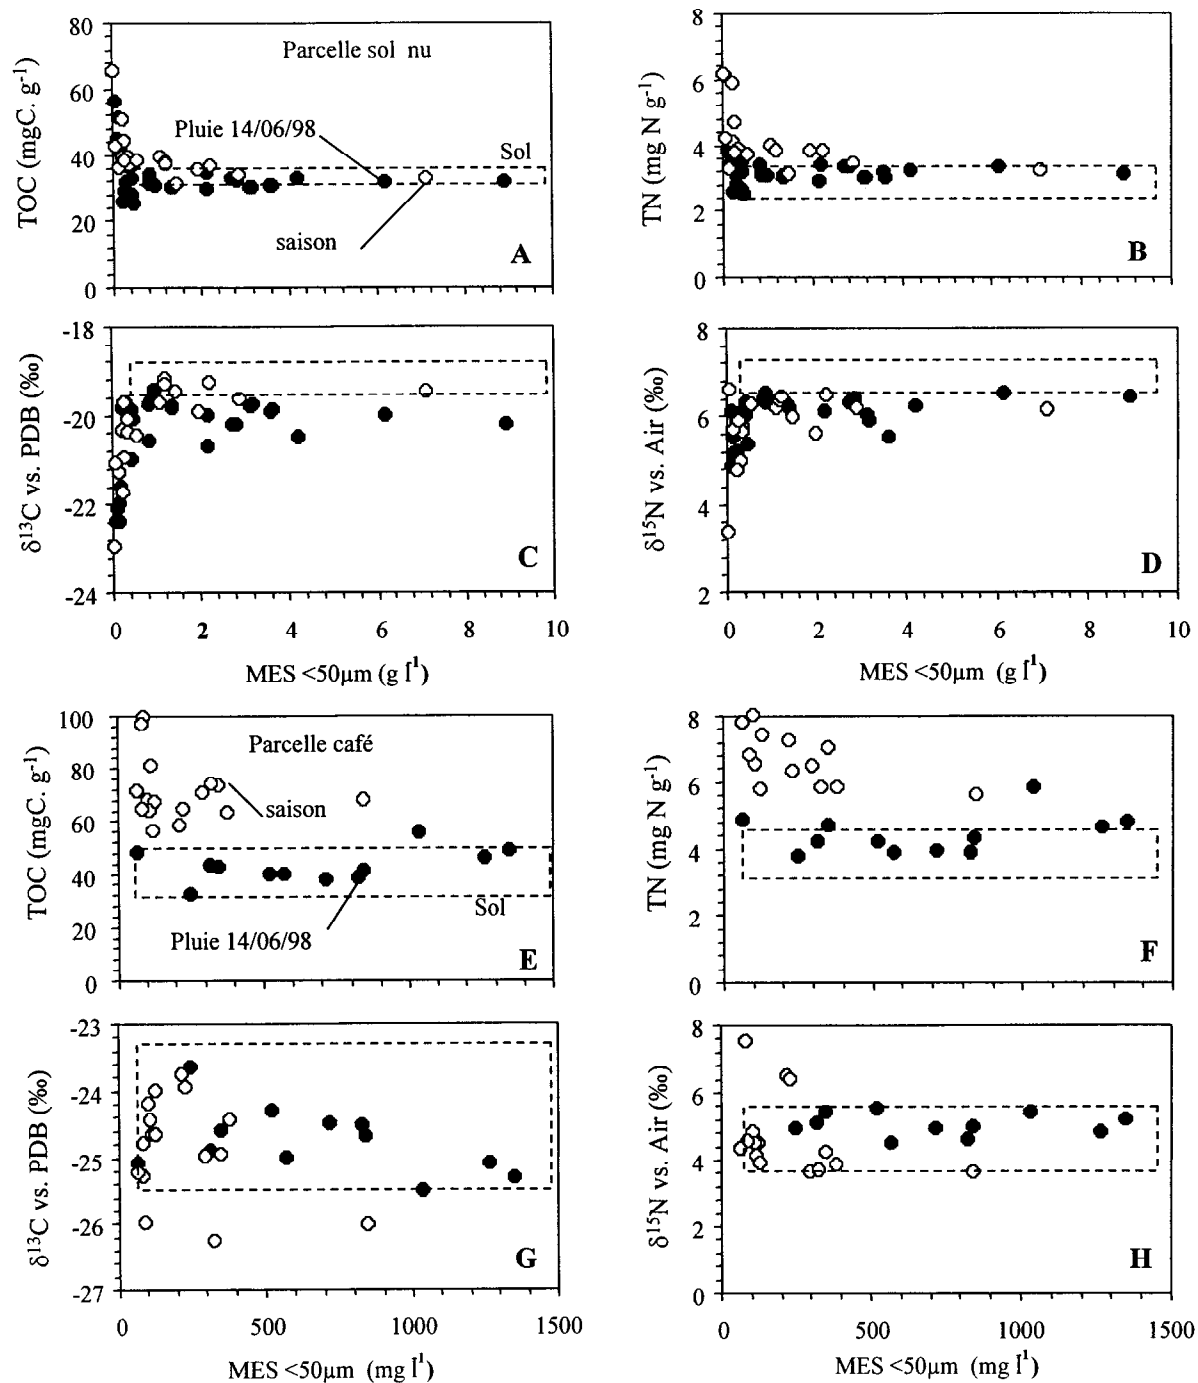 80
60
40
20
0
TOC (mgC. g-1)
Parcelle sol nu
Pluie 14/06/98
Sol
saison
A
8
6
4
2
0
TN (mg N g-1)
B
-18
-20
-22
-24
δ13C vs. PDB (‰)
C
0 2 4 6 8 10
MES <50µm (g l1)
8
6
4
2
δ15N vs. Air (‰)
D
0 2 4 6 8 10
MES <50µm (g l1)
100
80
60
40
20
0
TOC (mgC. g-1)
Parcelle café
saison
Sol
Pluie 14/06/98
E
8
6
4
2
0
TN (mg N g-1)
F
-23
-24
-25
-26
-27
δ13C vs. PDB (‰)
G
0 500 1000 1500
MES <50µm (mg l1)
8
6
4
2
0
δ15N vs. Air (‰)
H
0 500 1000 1500
MES <50µm (mg l1)